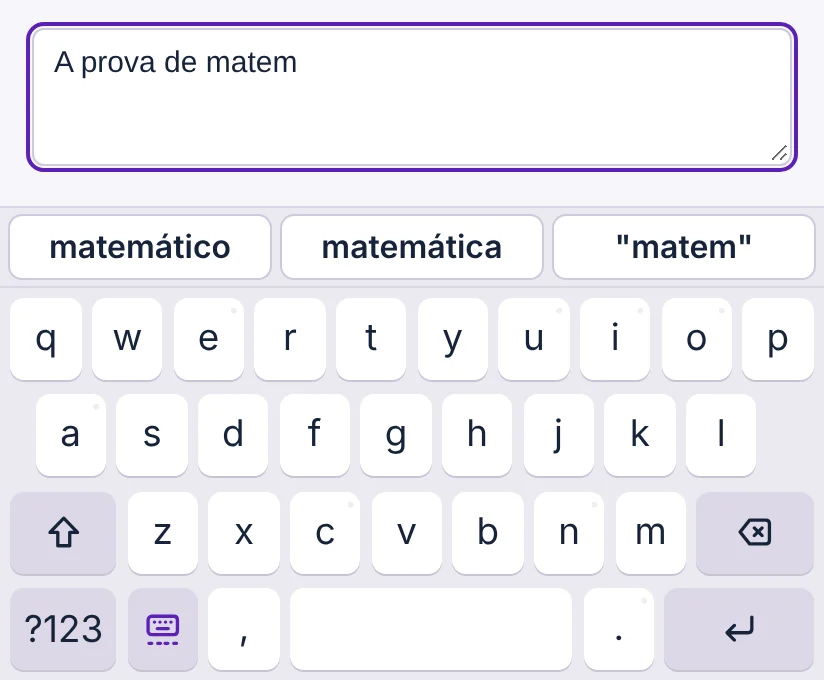 A prova de matem
matemático matemática "matem"
q w e r t y u i o p
a s d f g h j k l
z x c v b n m
?123 , .